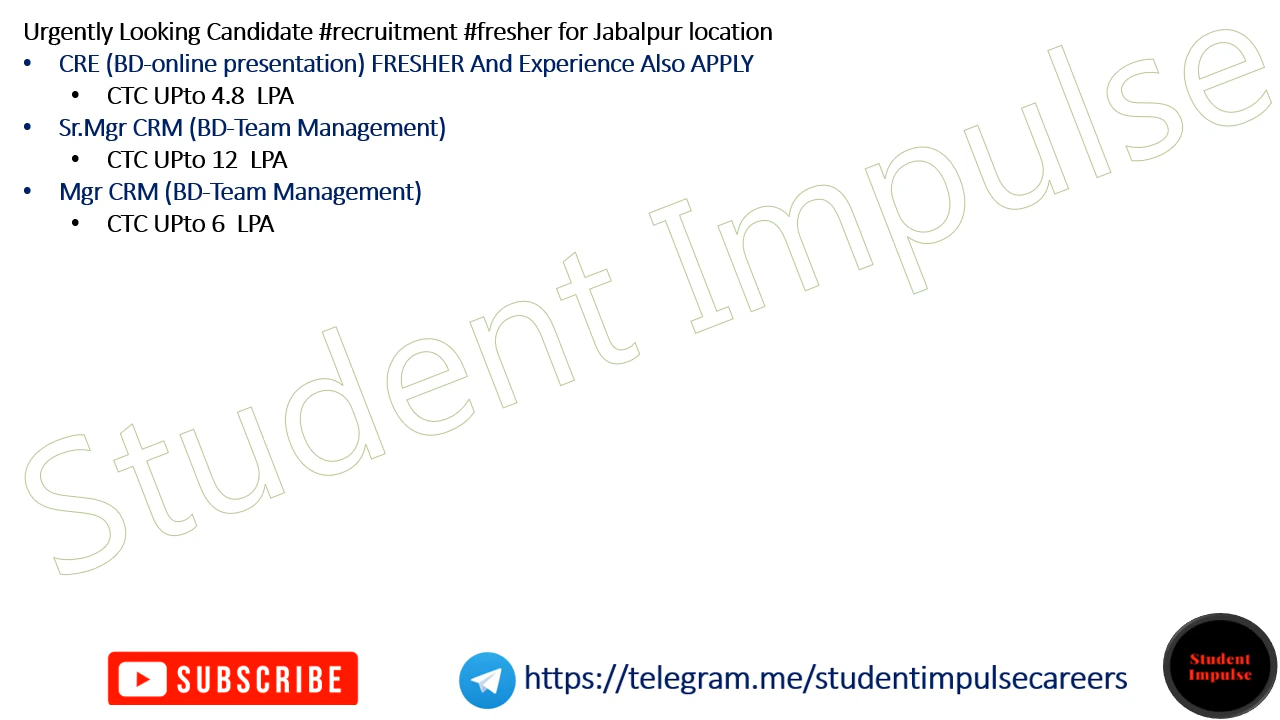 Urgently Looking Candidate #recruitment #fresher for Jabalpur location
• CRE (BD-online presentation) FRESHER And Experience Also APPLY
• CTC UPto 4.8 LPA
• Sr.Mgr CRM (BD-Team Management)
• CTC UPto 12 LPA
• Mgr CRM (BD-Team Management)
• CTC UPto 6 LPA
Student Impulse
SUBSCRIBE
https://telegram.me/studentimpulsecareers
Student
Impulse